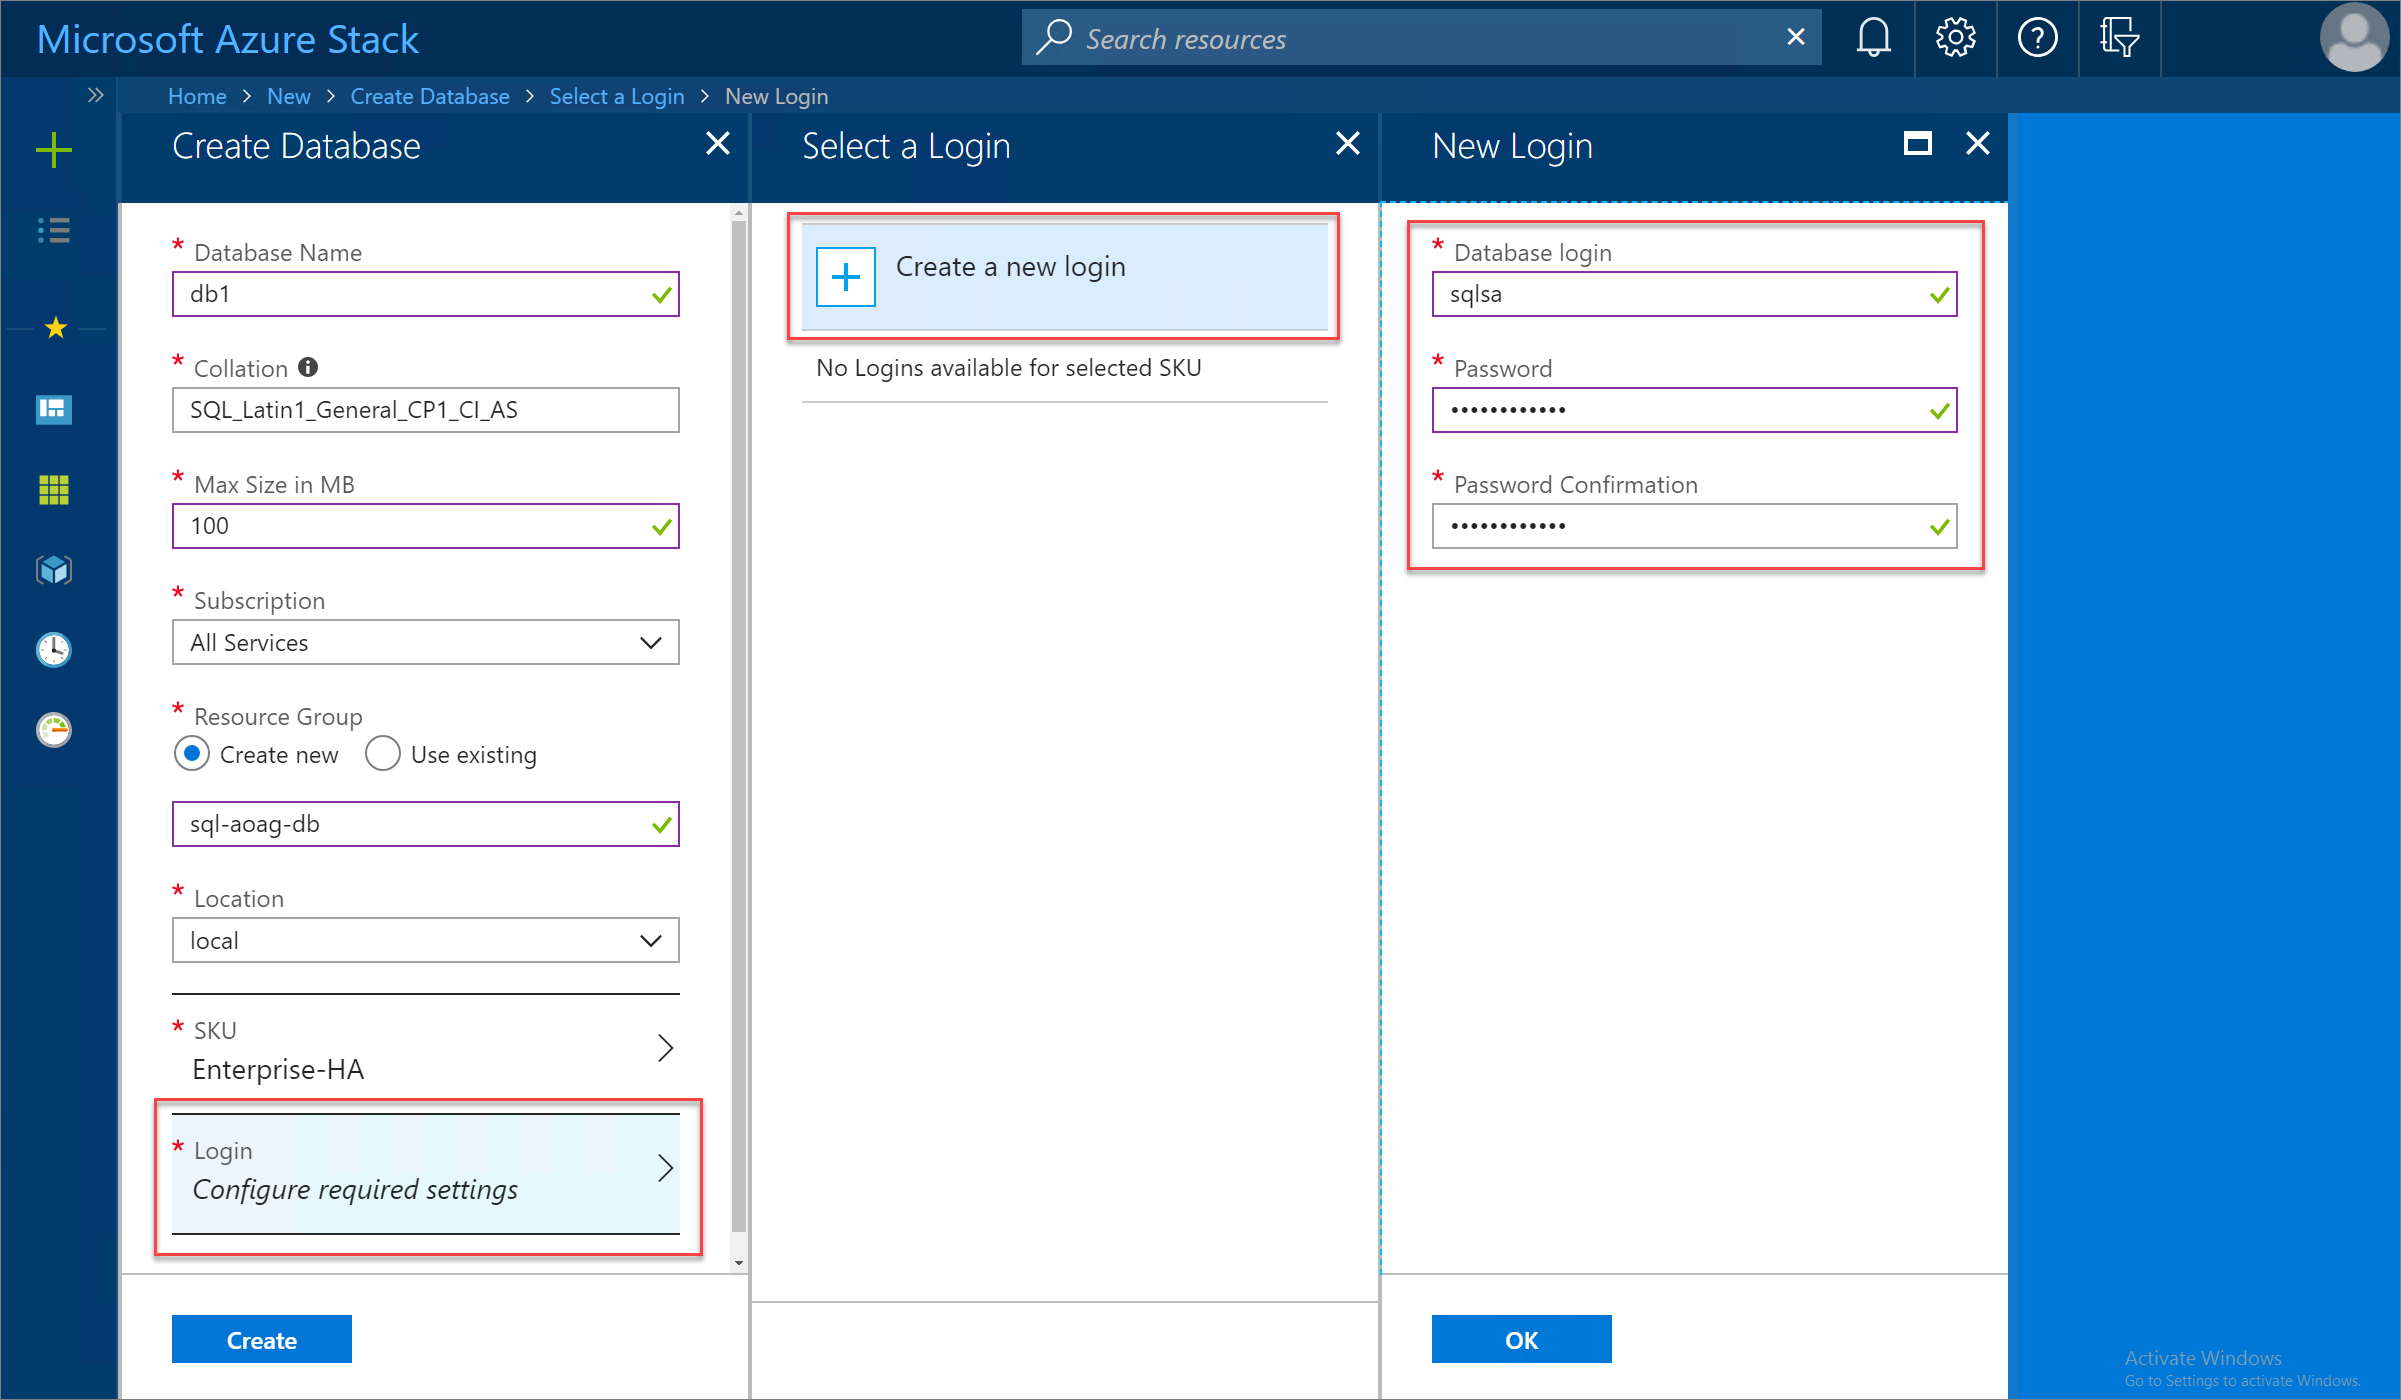 Microsoft Azure Stack
Search resources
Home > New > Create Database > Select a Login > New Login
Create Database
* Database Name
db1
* Collation
SQL_Latin1_General_CP1_CI_AS
* Max Size in MB
100
* Subscription
All Services
* Resource Group
Create new Use existing
sql-aoag-db
* Location
local
* SKU
Enterprise-HA
* Login
Configure required settings
Create
Select a Login
Create a new login
No Logins available for selected SKU
New Login
* Database login
sqlsa
* Password
••••••••••••
* Password Confirmation
••••••••••••
OK
Activate Windows
Go to Settings to activate Windows.